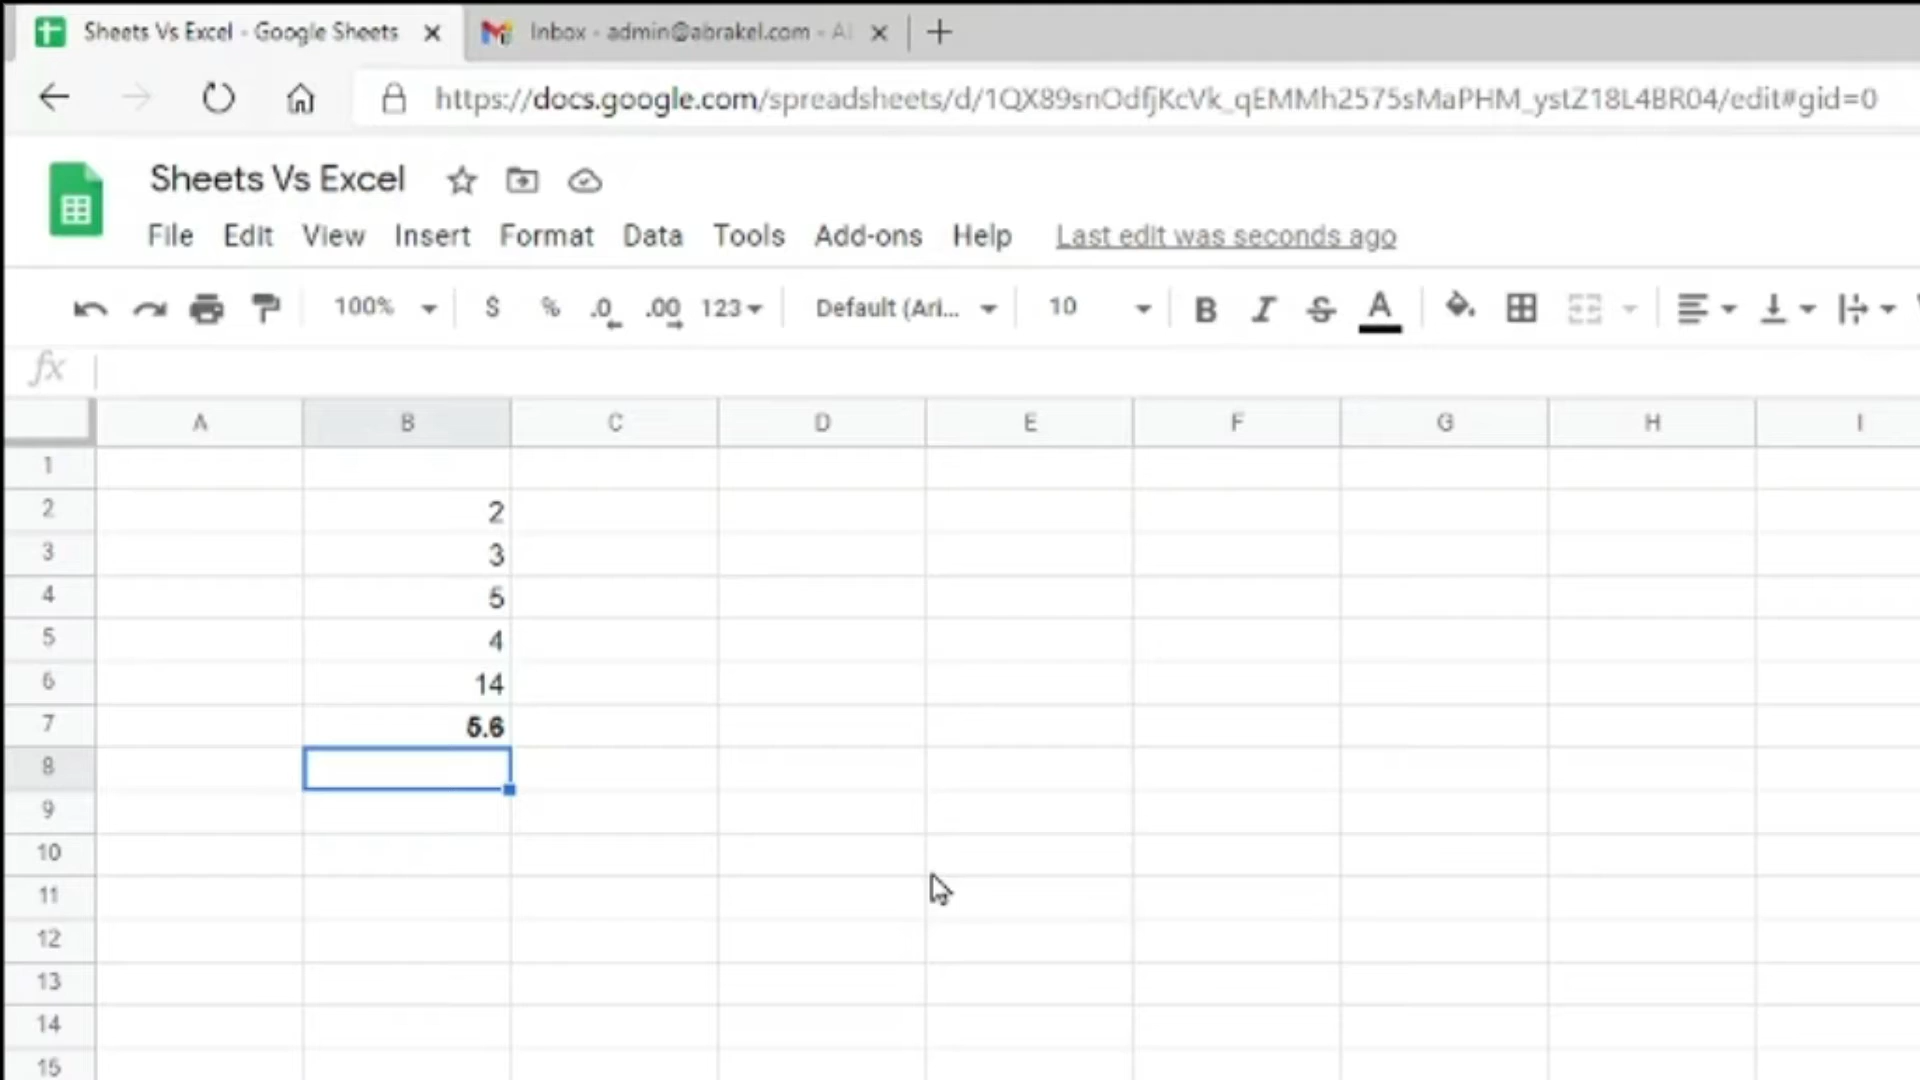 Sheets Vs Excel - Google Sheets
Inbox - admin@abrakel.com - Al
https://docs.google.com/spreadsheets/d/1QX89snOdfjKcVk_qEMMh2575sMaPHM_ystZ18L4BR04/edit#gid=0
Sheets Vs Excel
File Edit View Insert Format Data Tools Add-ons Help Last edit was seconds ago
100% $ % .0 .00 123 Default (Ari... 10 B I S A
fx
A B C D E F G H I
1
2 2
3 3
4 5
5 4
6 14
7 5.6
8
9
10
11
12
13
14
15